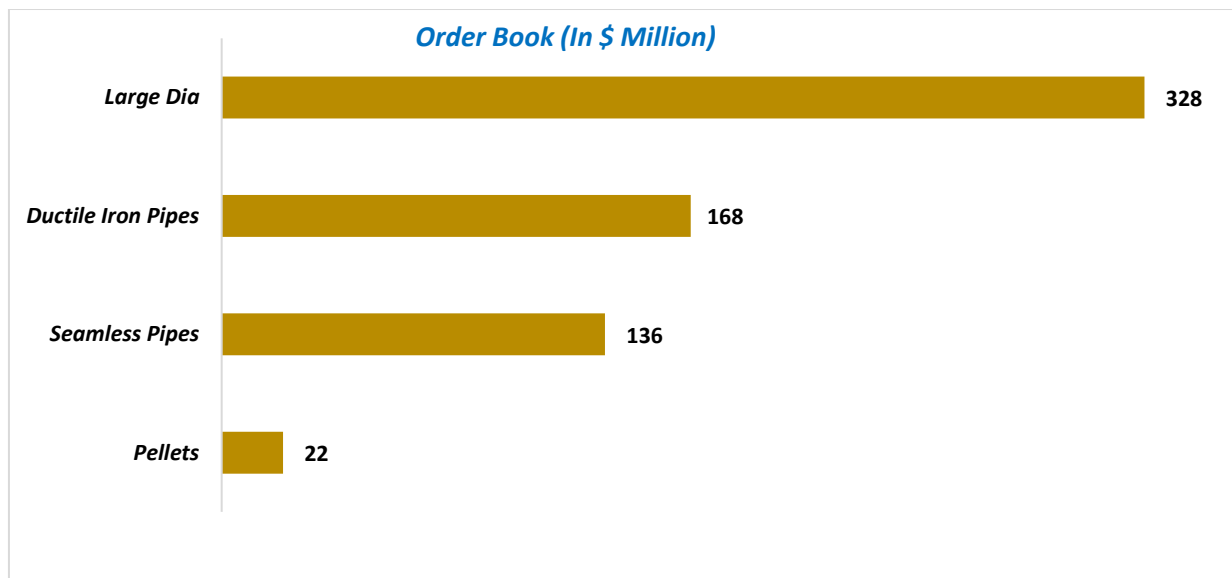 Order Book (In $ Million)
Large Dia
328
Ductile Iron Pipes
168
Seamless Pipes
136
Pellets
22